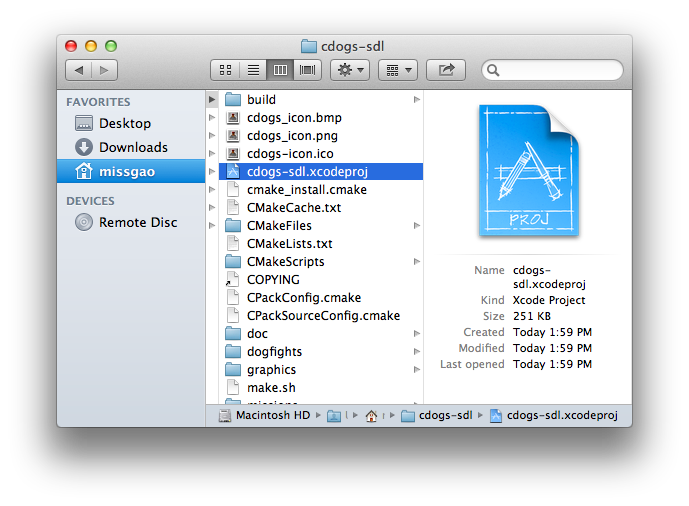 cdogs-sdl
FAVORITES
Desktop
Downloads
missgao
DEVICES
Remote Disc
build
cdogs_icon.bmp
cdogs_icon.png
cdogs-icon.ico
cdogs-sdl.xcodeproj
cmake_install.cmake
CMakeCache.txt
CMakeFiles
CMakeLists.txt
CMakeScripts
COPYING
CPackConfig.cmake
CPackSourceConfig.cmake
doc
dogfights
graphics
make.sh
missions
PROJ
Name cdogs-
sdl.xcodeproj
Kind Xcode Project
Size 251 KB
Created Today 1:59 PM
Modified Today 1:59 PM
Last opened Today 1:59 PM
Macintosh HD cdogs-sdl cdogs-sdl.xcodeproj